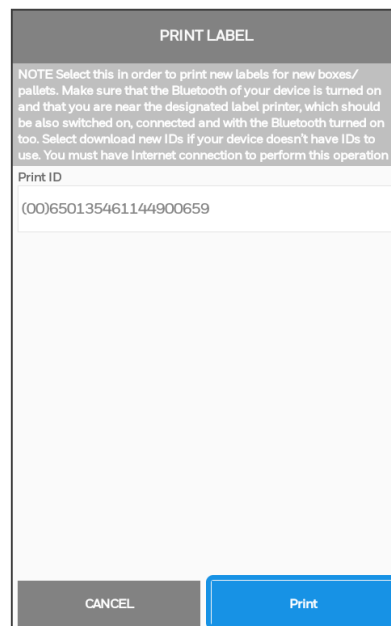 PRINT LABEL
NOTE Select this in order to print new labels for new boxes/
pallets. Make sure that the Bluetooth of your device is turned on
and that you are near the designated label printer, which should
be also switched on, connected and with the Bluetooth turned on
too. Select download new IDs if your device doesn't have IDs to
use. You must have Internet connection to perform this operation
Print ID
(00)650135461144900659
CANCEL
Print